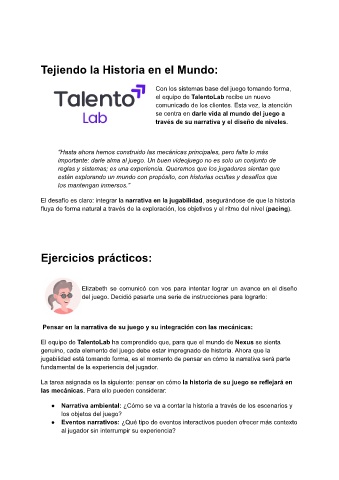 Tejiendo la Historia en el Mundo:
Talento
Lab
Con los sistemas base del juego tomando forma,
el equipo de TalentoLab recibe un nuevo
comunicado de los clientes. Esta vez, la atención
se centra en darle vida al mundo del juego a
través de su narrativa y el diseño de niveles.
"Hasta ahora hemos construido las mecánicas principales, pero falta lo más
importante: darle alma al juego. Un buen videojuego no es solo un conjunto de
reglas y sistemas; es una experiencia. Queremos que los jugadores sientan que
están explorando un mundo con propósito, con historias ocultas y desafíos que
los mantengan inmersos."
El desafío es claro: integrar la narrativa en la jugabilidad, asegurándose de que la historia
fluya de forma natural a través de la exploración, los objetivos y el ritmo del nivel (pacing).
Ejercicios prácticos:
Elizabeth se comunicó con vos para intentar lograr un avance en el diseño
del juego. Decidió pasarte una serie de instrucciones para lograrlo:
Pensar en la narrativa de su juego y su integración con las mecánicas:
El equipo de TalentoLab ha comprendido que, para que el mundo de Nexus se sienta
genuino, cada elemento del juego debe estar impregnado de historia. Ahora que la
jugabilidad está tomando forma, es el momento de pensar en cómo la narrativa será parte
fundamental de la experiencia del jugador.
La tarea asignada es la siguiente: pensar en cómo la historia de su juego se reflejará en
las mecánicas. Para ello pueden considerar:
● Narrativa ambiental: ¿Cómo se va a contar la historia a través de los escenarios y
los objetos del juego?
● Eventos narrativos: ¿Qué tipo de eventos interactivos pueden ofrecer más contexto
al jugador sin interrumpir su experiencia?